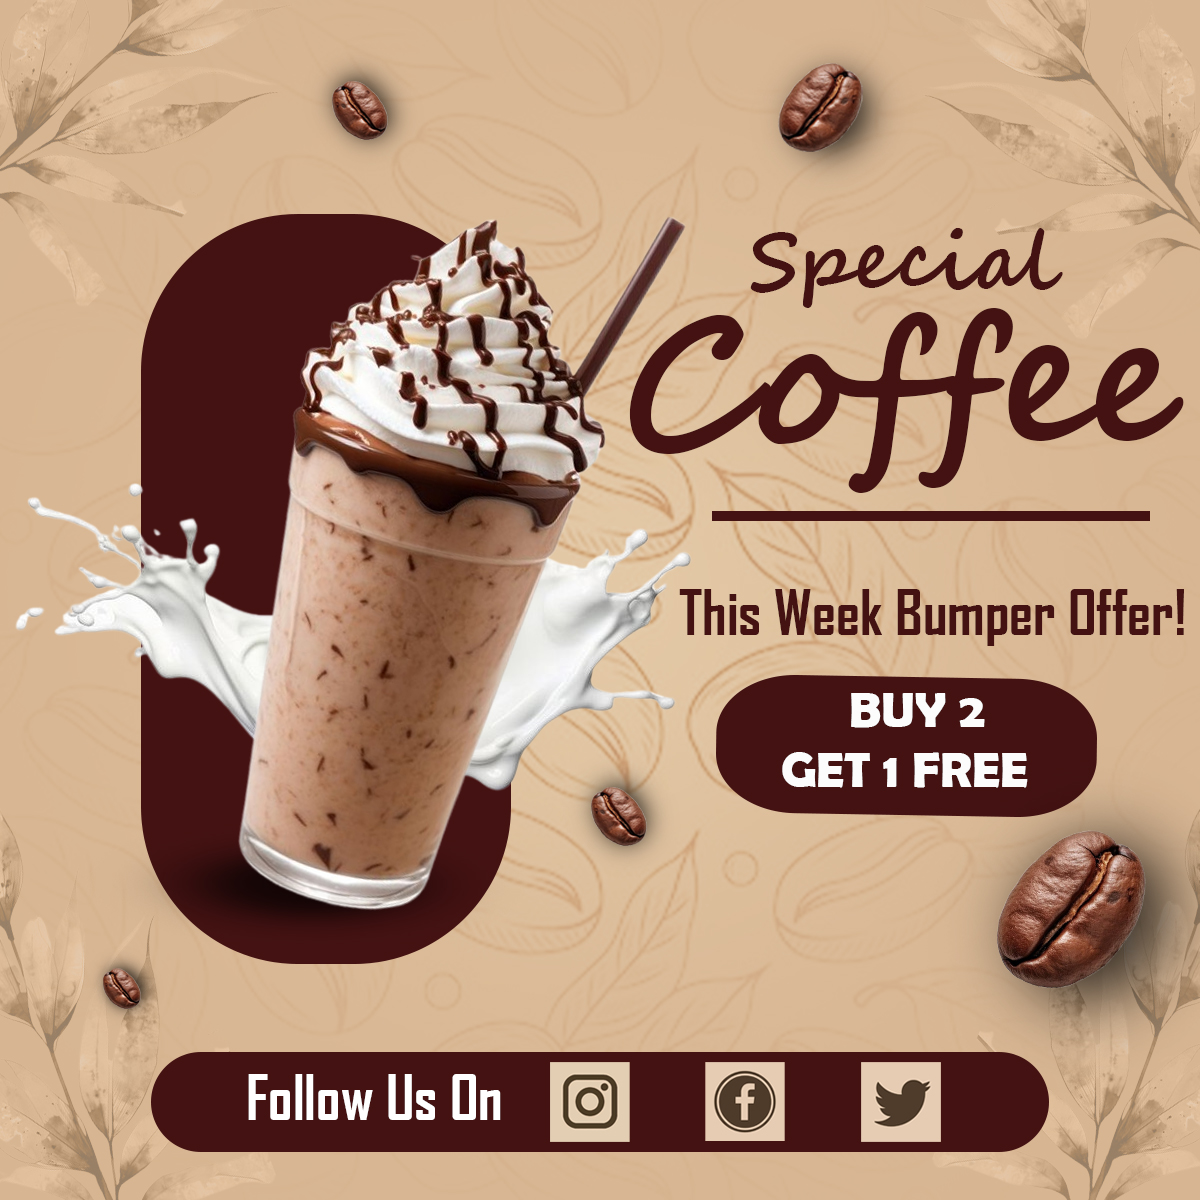 Special
Coffee
This Week Bumper Offer!
BUY 2
GET 1 FREE
Follow Us On